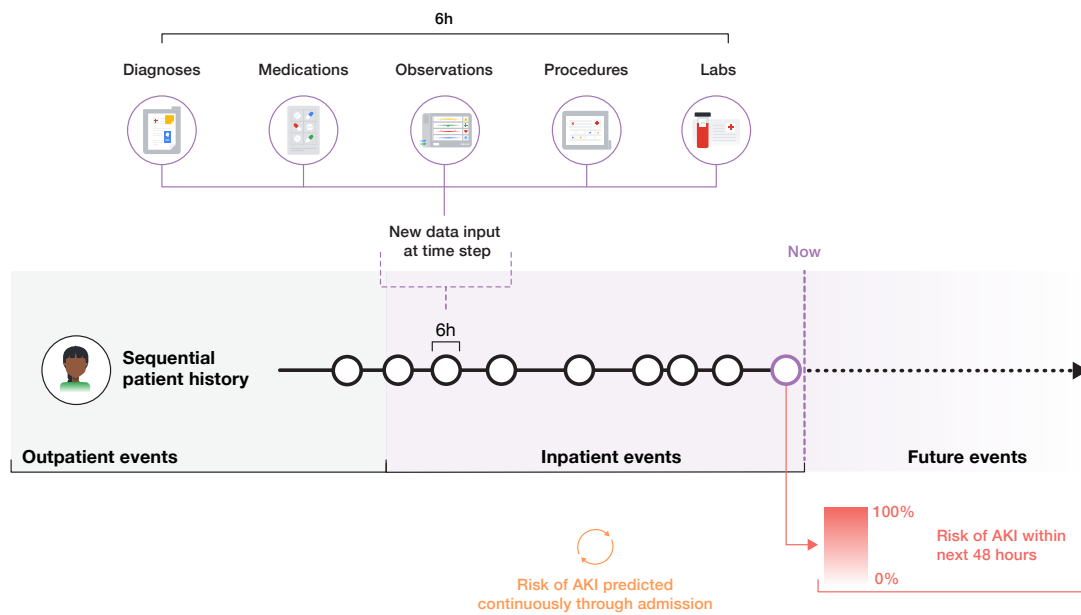 6h
Diagnoses
Medications
Observations
Procedures
Labs
New data input
at time step
Now
6h
Sequential
patient history
Outpatient events
Inpatient events
Future events
100%
0%
Risk of AKI within
next 48 hours
Risk of AKI predicted
continuously through admission